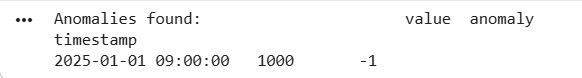 ••• Anomalies found:                      value  anomaly
timestamp
2025-01-01 09:00:00   1000       -1